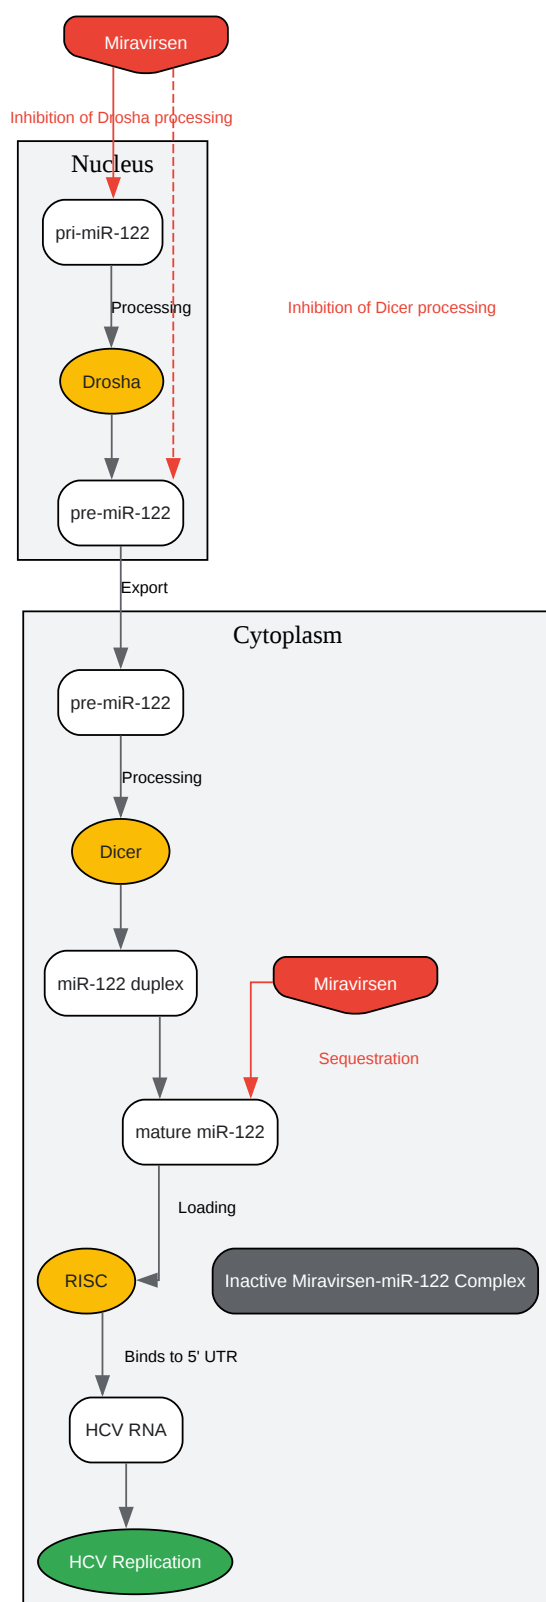 Miravirsen
Inhibition of Drosha processing
Nucleus
pri-miR-122
Processing
Inhibition of Dicer processing
Drosha
pre-miR-122
Export
Cytoplasm
pre-miR-122
Processing
Dicer
miR-122 duplex
Miravirsen
Sequestration
mature miR-122
Loading
RISC
Inactive Miravirsen-miR-122 Complex
Binds to 5' UTR
HCV RNA
HCV Replication